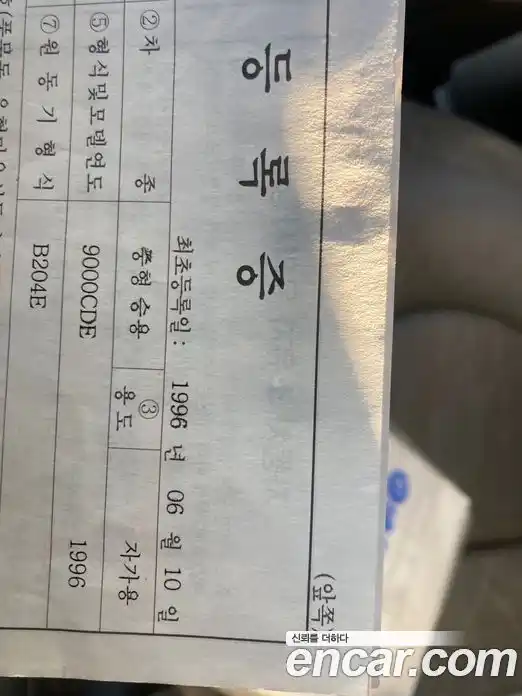 등 록 증
(앞쪽)
최초등록일: 1996 년 06 월 10 일
②차 종 중형 승용 ③용도 자가용
⑤형식및모델연도 9000CDE 1996
⑦원 동 기 형 식 B204E
신뢰를 더하다
encar.com